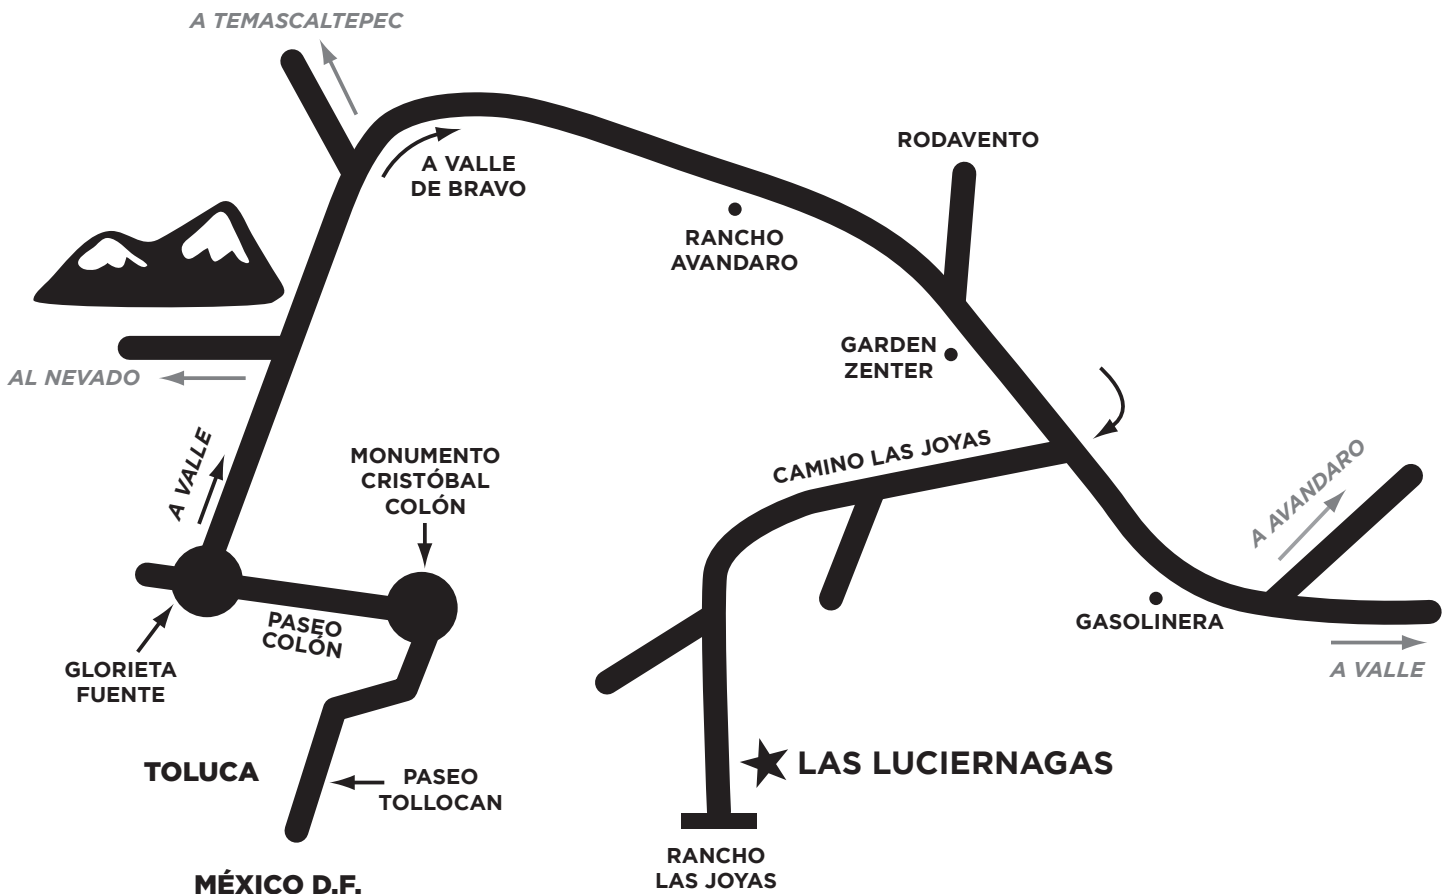 A TEMASCALTEPEC
A VALLE
DE BRAVO
RODAVENTO
RANCHO
AVANDARO
GARDEN
ZENTER
AL NEVADO
A VALLE
MONUMENTO
CRISTÓBAL
COLÓN
CAMINO LAS JOYAS
A AVANDARO
GASOLINERA
A VALLE
PASEO
COLÓN
GLORIETA
FUENTE
TOLUCA
PASEO
TOLLOCAN
LAS LUCIERNAGAS
RANCHO
LAS JOYAS
MÉXICO D.F.